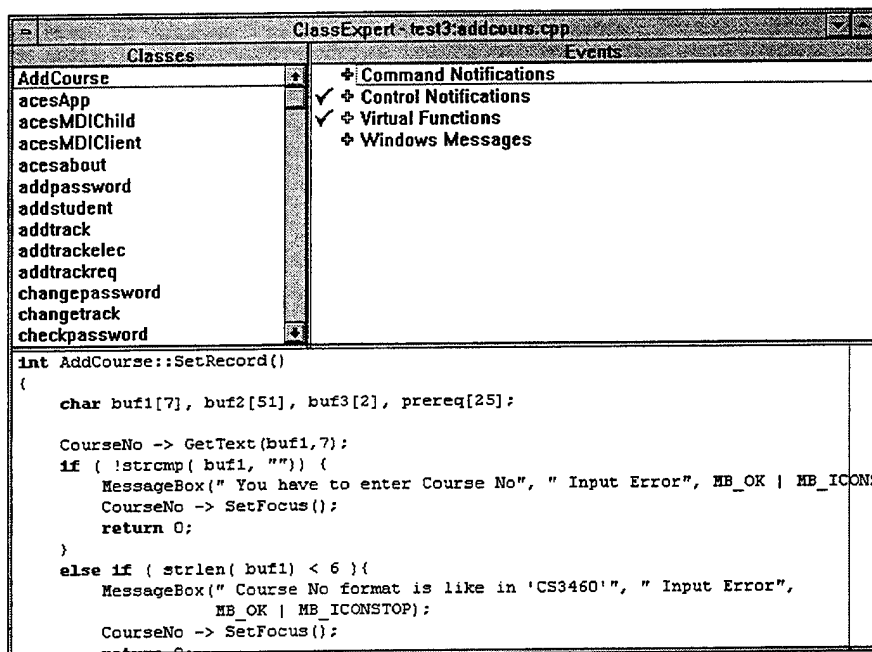 ClassExpert - test3:addcours.cpp
Classes
Events
AddCourse
acesApp
acesMDIChild
acesMDIClient
acesabout
addpassword
addstudent
addtrack
addtrackelec
addtrackreq
changepassword
changetrack
checkpassword
Command Notifications
Control Notifications
Virtual Functions
Windows Messages
int AddCourse::SetRecord()
{
char buf1[7], buf2[51], buf3[2], prereq[25];
CourseNo -> GetText(buf1,7);
if ( !strcmp( buf1, "")) {
MessageBox(" You have to enter Course No", " Input Error", MB_OK | MB_ICONS
CourseNo -> SetFocus();
return 0;
}
else if ( strlen( buf1) < 6 ){
MessageBox(" Course No format is like in 'CS3460'", " Input Error",
MB_OK | MB_ICONSTOP);
CourseNo -> SetFocus();
return 0;